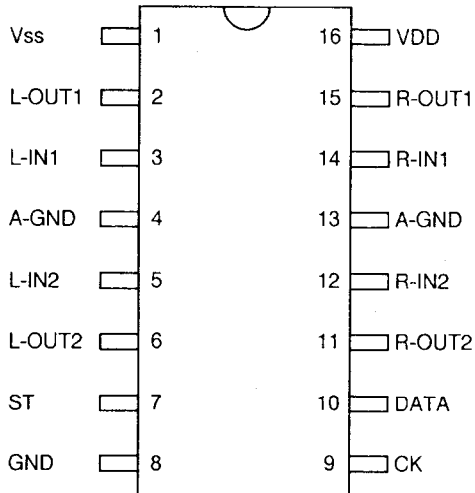 Vss 1 16 VDD
L-OUT1 2 15 R-OUT1
L-IN1 3 14 R-IN1
A-GND 4 13 A-GND
L-IN2 5 12 R-IN2
L-OUT2 6 11 R-OUT2
ST 7 10 DATA
GND 8 9 CK